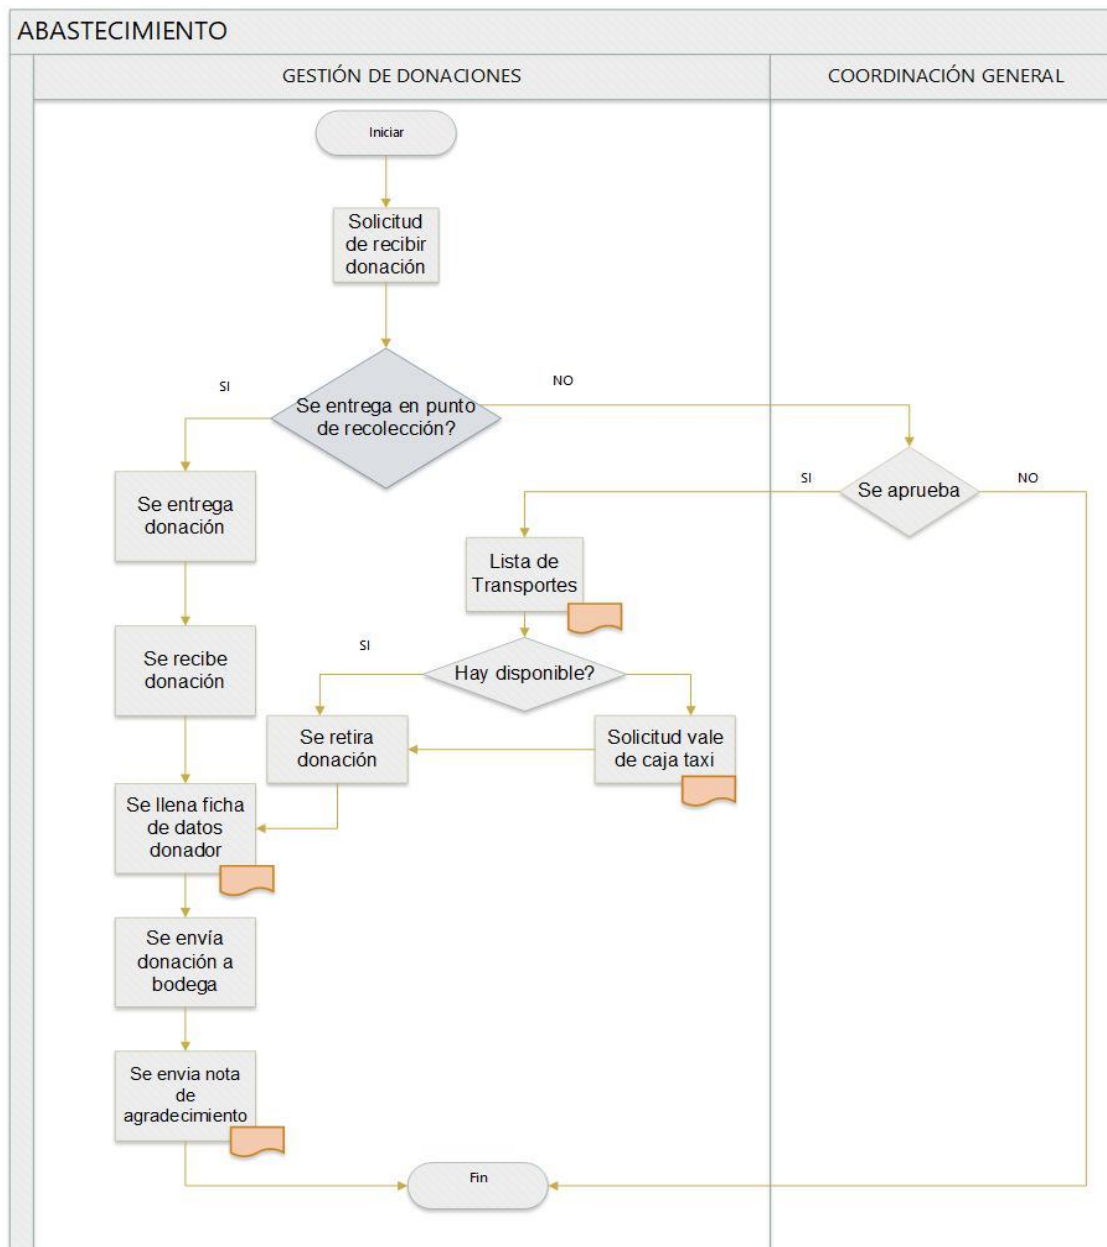 ABASTECIMIENTO
GESTIÓN DE DONACIONES
COORDINACIÓN GENERAL
Iniciar
Solicitud
de recibir
donación
SI
NO
Se entrega en punto
de recolección?
Se entrega
donación
SI
Se aprueba
NO
Lista de
Transportes
Se recibe
donación
SI
Hay disponible?
Se retira
donación
Solicitud vale
de caja taxi
Se llena ficha
de datos
donador
Se envía
donación a
bodega
Se envia nota
de
agradecimiento
Fin